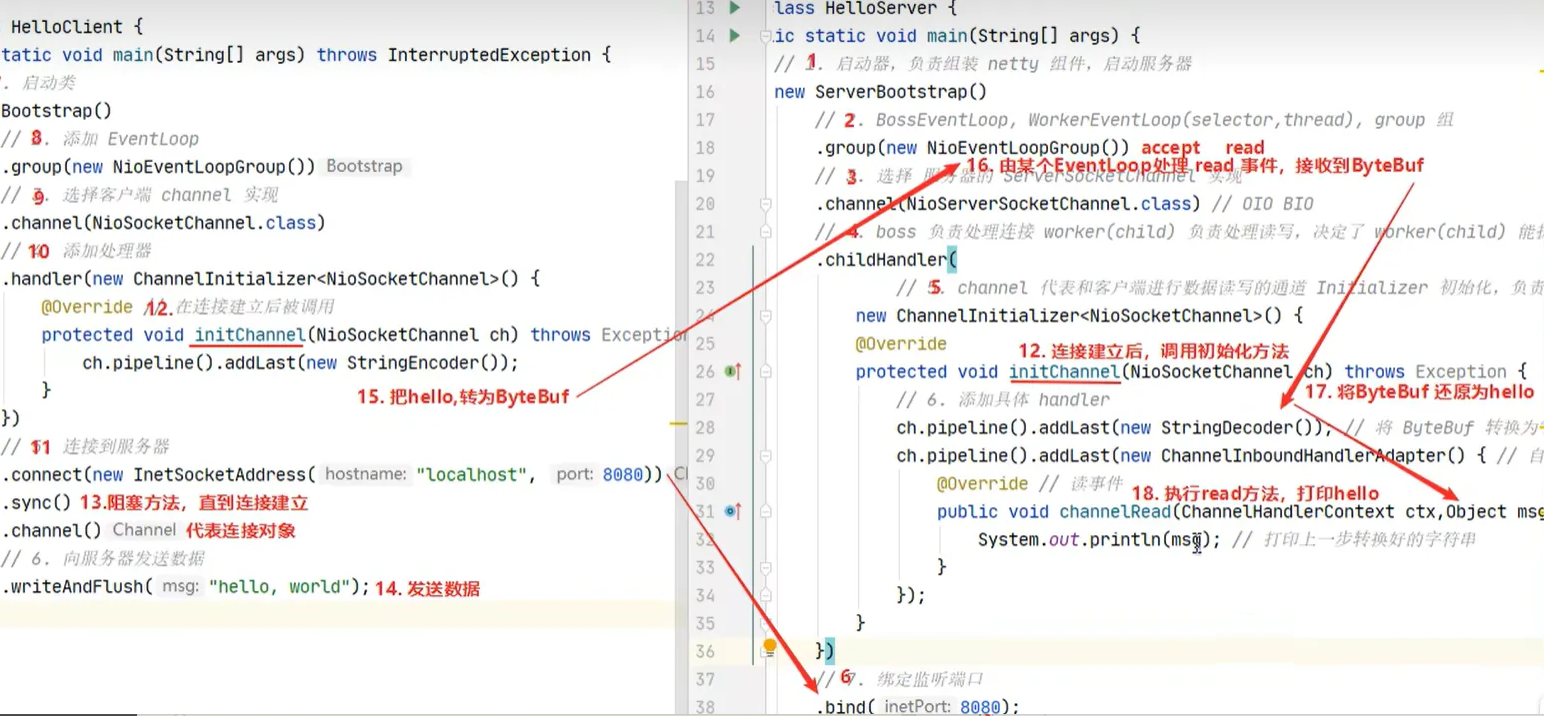 HelloClient {
tatic void main(String[] args) throws InterruptedException {
. 启动类
Bootstrap()
// 8. 添加 EventLoop
.group(new NioEventLoopGroup()) Bootstrap
// 9. 选择客户端 channel 实现
.channel(NioSocketChannel.class)
// 10 添加处理器
.handler(new ChannelInitializer<NioSocketChannel>() {
@Override // 12.在连接建立后被调用
protected void initChannel(NioSocketChannel ch) throws Exception
ch.pipeline().addLast(new StringEncoder());
}
15. 把hello,转为ByteBuf
})
// 11 连接到服务器
.connect(new InetSocketAddress( hostname: "localhost", port: 8080))
.sync() 13.阻塞方法，直到连接建立
.channel() Channel 代表连接对象
// 6. 向服务器发送数据
.writeAndFlush( msg: "hello, world"); 14. 发送数据
13 lass HelloServer {
14 ic static void main(String[] args) {
15 // 1. 启动器，负责组装 netty 组件，启动服务器
16 new ServerBootstrap()
17 // 2. BossEventLoop, WorkerEventLoop(selector,thread), group 组
18 .group(new NioEventLoopGroup()) accept read
16. 由某个EventLoop处理 read 事件，接收到ByteBuf
19 // 3. 选择 服务器的 ServerSocketChannel 实现
20 .channel(NioServerSocketChannel.class) // OIO BIO
21 // 4. boss 负责处理连接 worker(child) 负责处理读写，决定了 worker(child) 能
22 .childHandler(
23 // 5. channel 代表和客户端进行数据读写的通道 Initializer 初始化，负责
24 new ChannelInitializer<NioSocketChannel>() {
25 @Override
12. 连接建立后，调用初始化方法
26 protected void initChannel(NioSocketChannel ch) throws Exception {
17. 将ByteBuf 还原为hello
27 // 6. 添加具体 handler
28 ch.pipeline().addLast(new StringDecoder()); // 将 ByteBuf 转换为
29 ch.pipeline().addLast(new ChannelInboundHandlerAdapter() { // 自
30 @Override // 读事件
18. 执行read方法，打印hello
31 public void channelRead(ChannelHandlerContext ctx,Object msg
32 System.out.println(msg); // 打印上一步转换好的字符串
33 }
34 });
35 }
36 })
37 // 6. 绑定监听端口
38 .bind( inetPort: 8080);